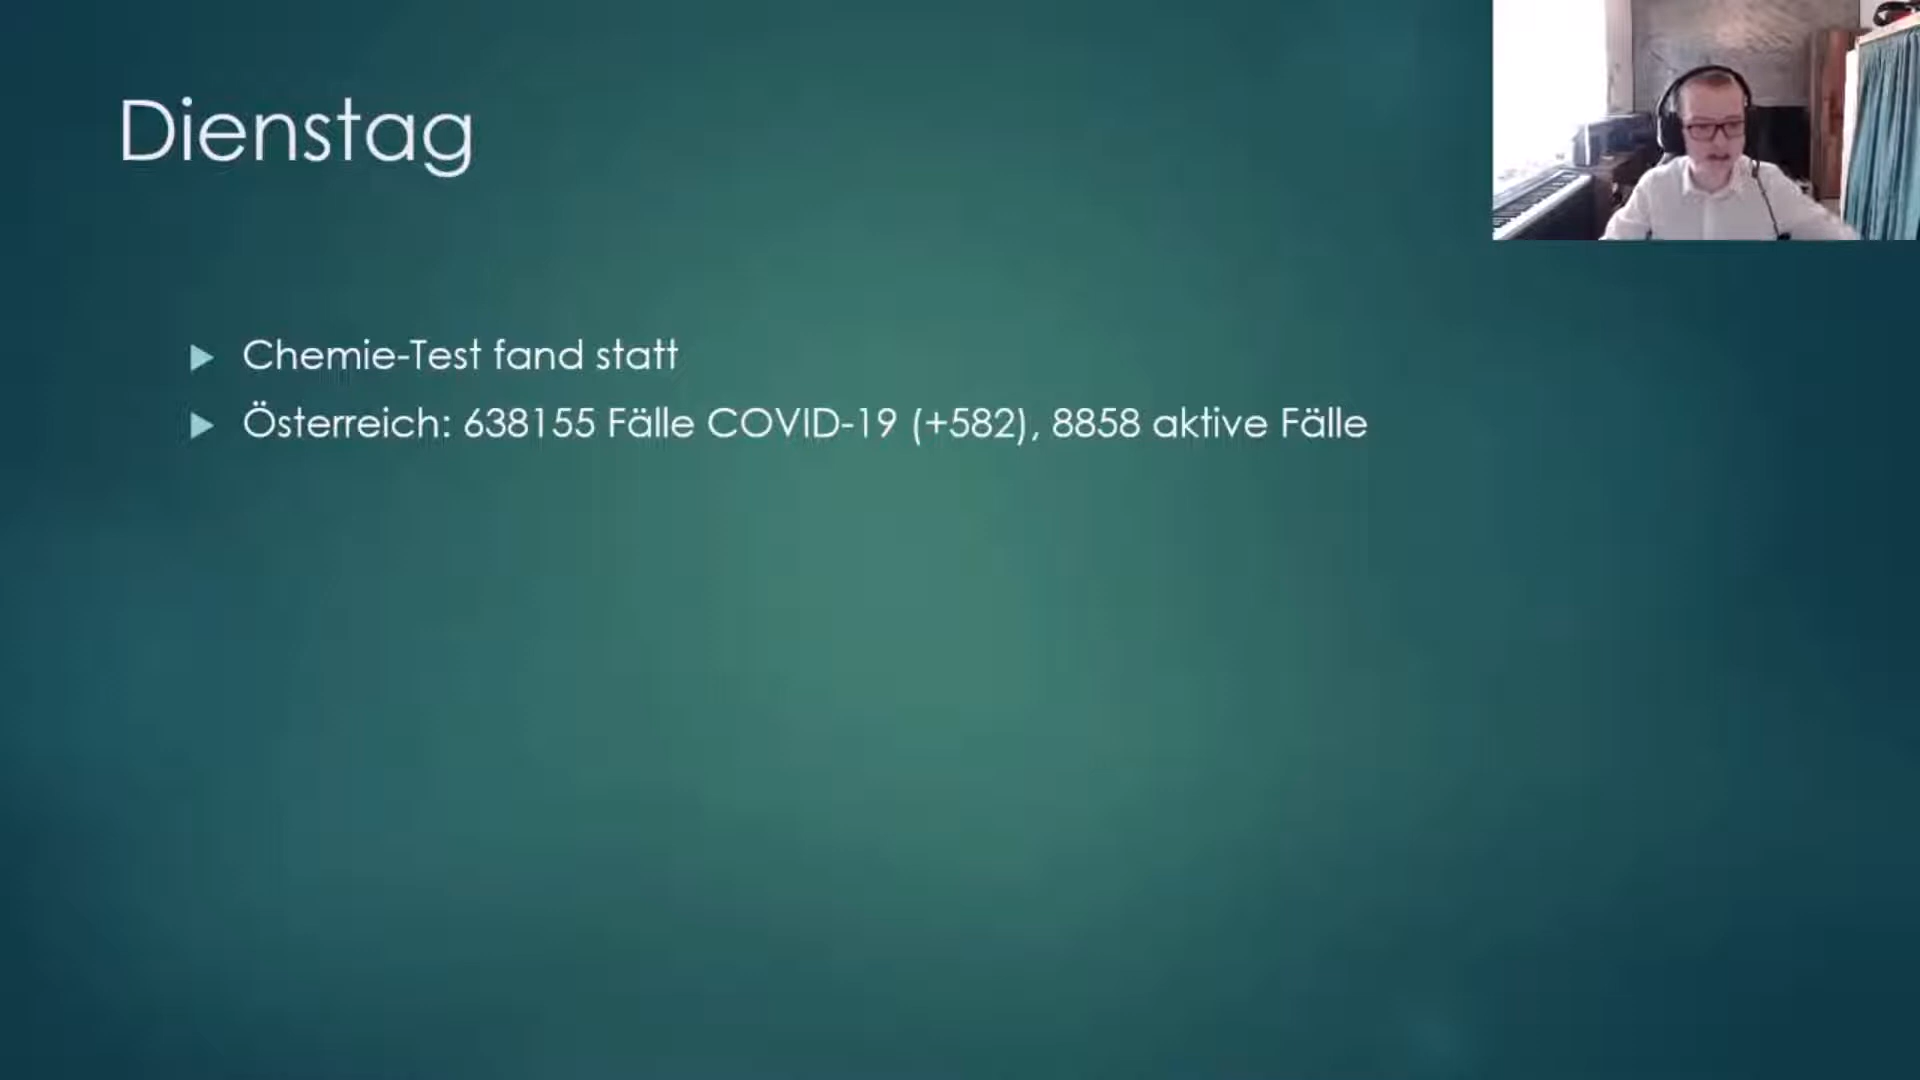 Dienstag
Chemie-Test fand statt
Österreich: 638155 Fälle COVID-19 (+582), 8858 aktive Fälle